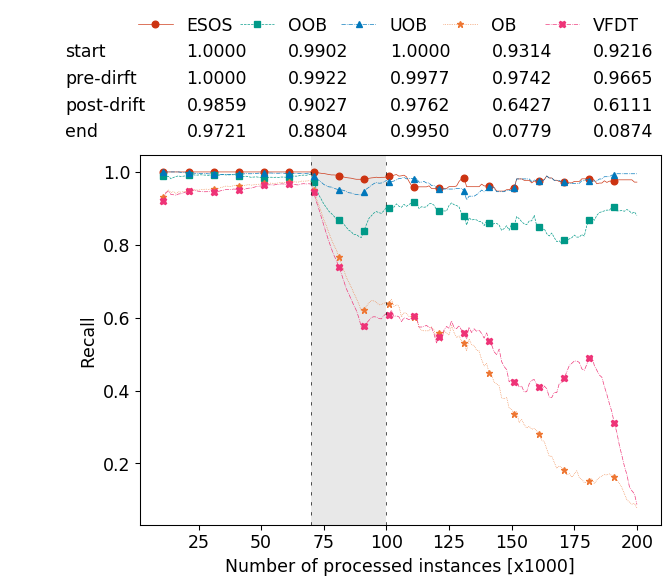 ESOS OOB UOB OB VFDT
start 1.0000 0.9902 1.0000 0.9314 0.9216
pre-dirft 1.0000 0.9922 0.9977 0.9742 0.9665
post-drift 0.9859 0.9027 0.9762 0.6427 0.6111
end 0.9721 0.8804 0.9950 0.0779 0.0874
1.0
0.8
0.6
0.4
0.2
Recall
25 50 75 100 125 150 175 200
Number of processed instances [x1000]